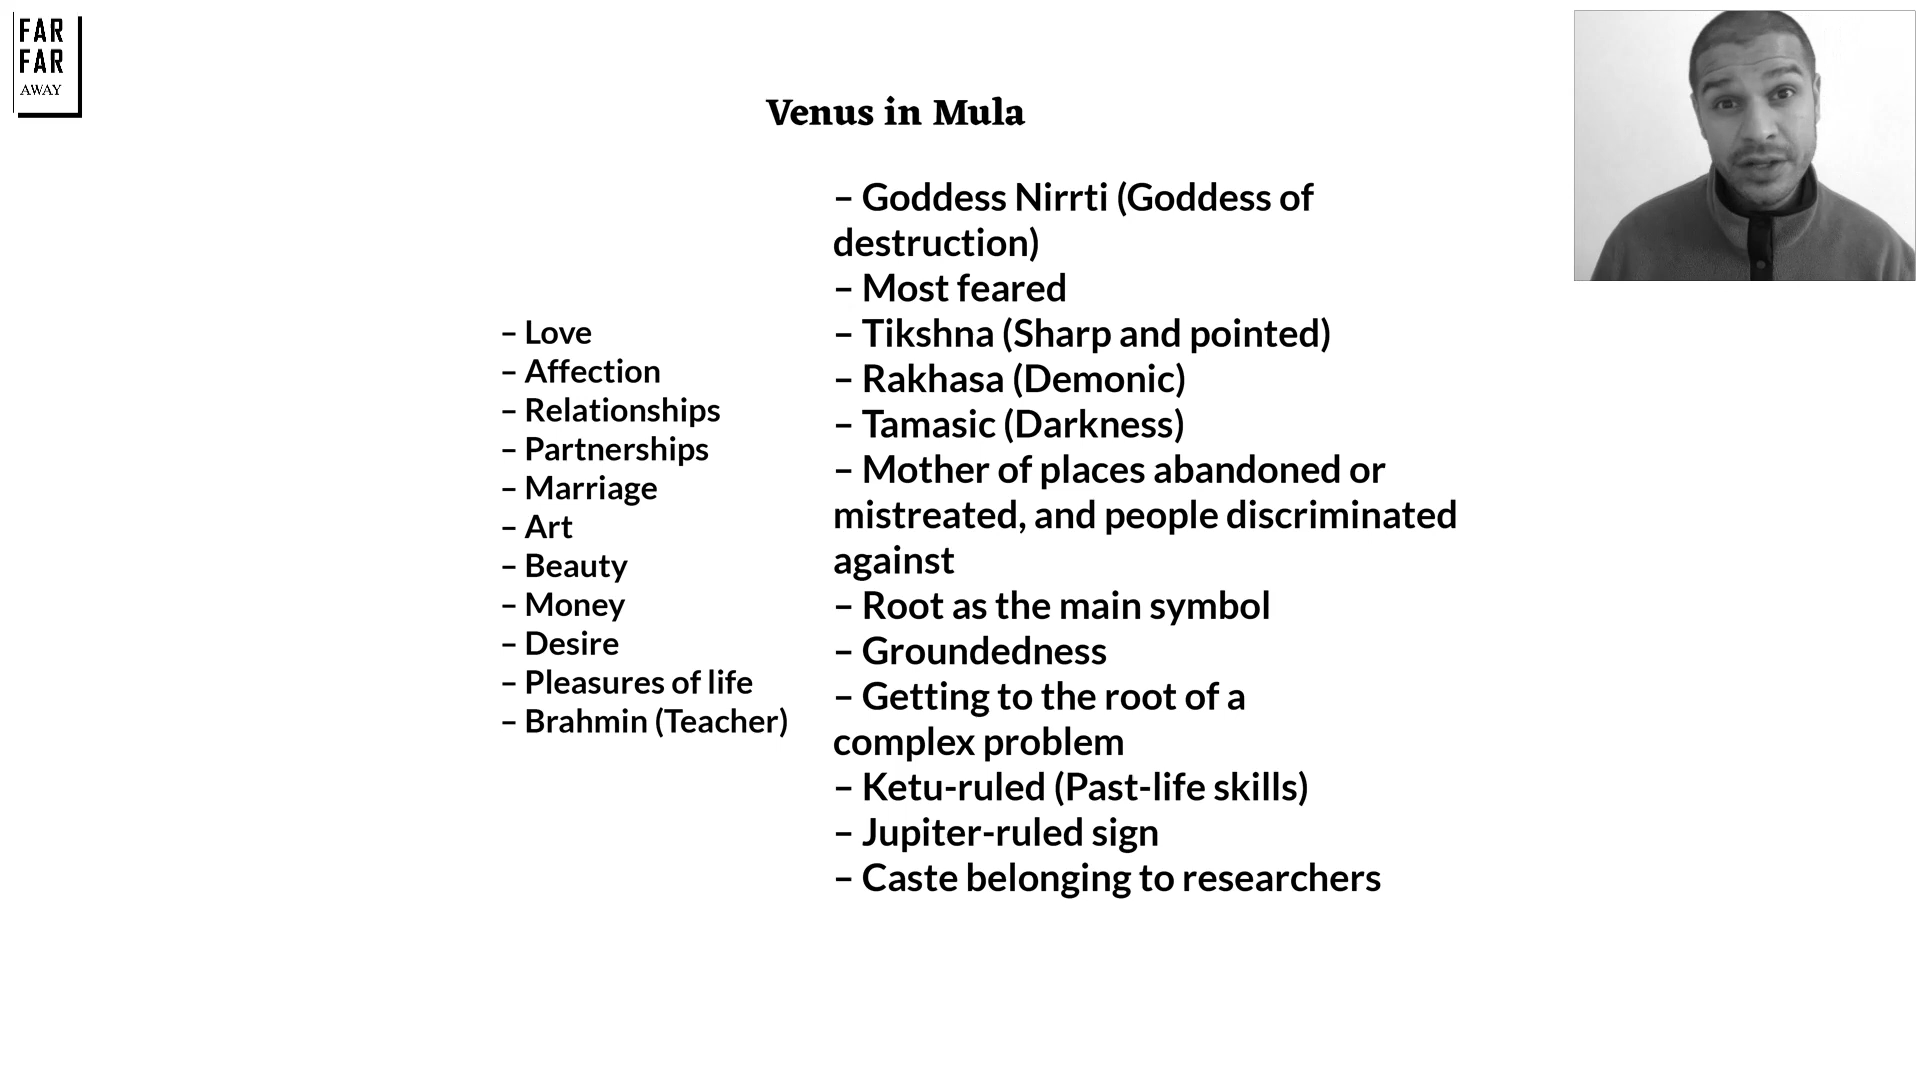 FAR
FAR
AWAY
Venus in Mula
– Love
– Affection
– Relationships
– Partnerships
– Marriage
– Art
– Beauty
– Money
– Desire
– Pleasures of life
– Brahmin (Teacher)
– Goddess Nirrti (Goddess of
destruction)
– Most feared
– Tikshna (Sharp and pointed)
– Rakhasa (Demonic)
– Tamasic (Darkness)
– Mother of places abandoned or
mistreated, and people discriminated
against
– Root as the main symbol
– Groundedness
– Getting to the root of a
complex problem
– Ketu-ruled (Past-life skills)
– Jupiter-ruled sign
– Caste belonging to researchers